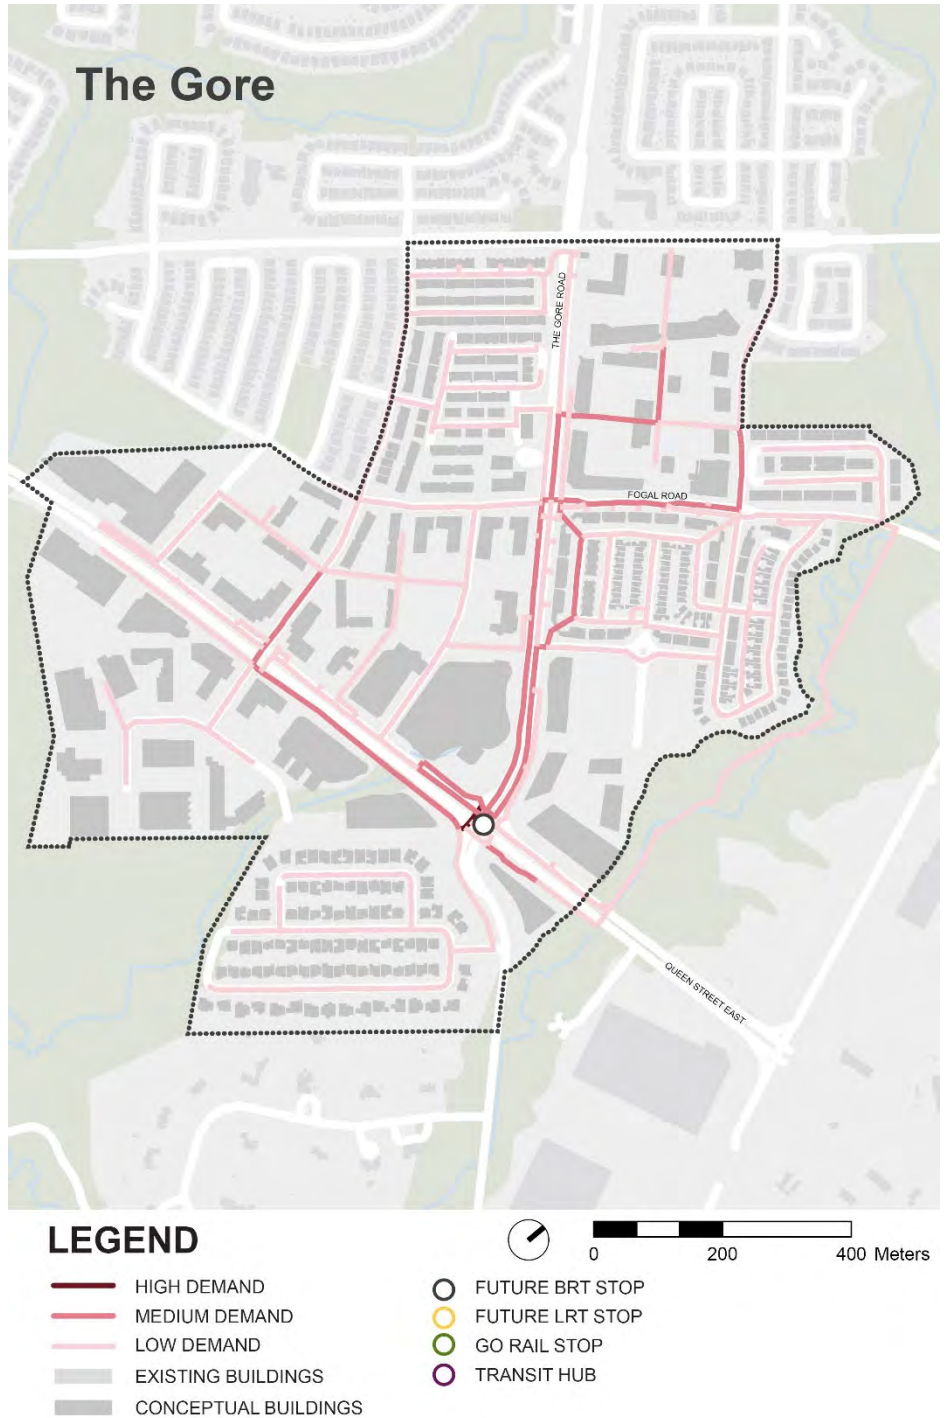 The Gore
THE GORE ROAD
FOGAL ROAD
QUEEN STREET EAST
LEGEND
0 200 400 Meters
HIGH DEMAND
MEDIUM DEMAND
LOW DEMAND
EXISTING BUILDINGS
CONCEPTUAL BUILDINGS
FUTURE BRT STOP
FUTURE LRT STOP
GO RAIL STOP
TRANSIT HUB